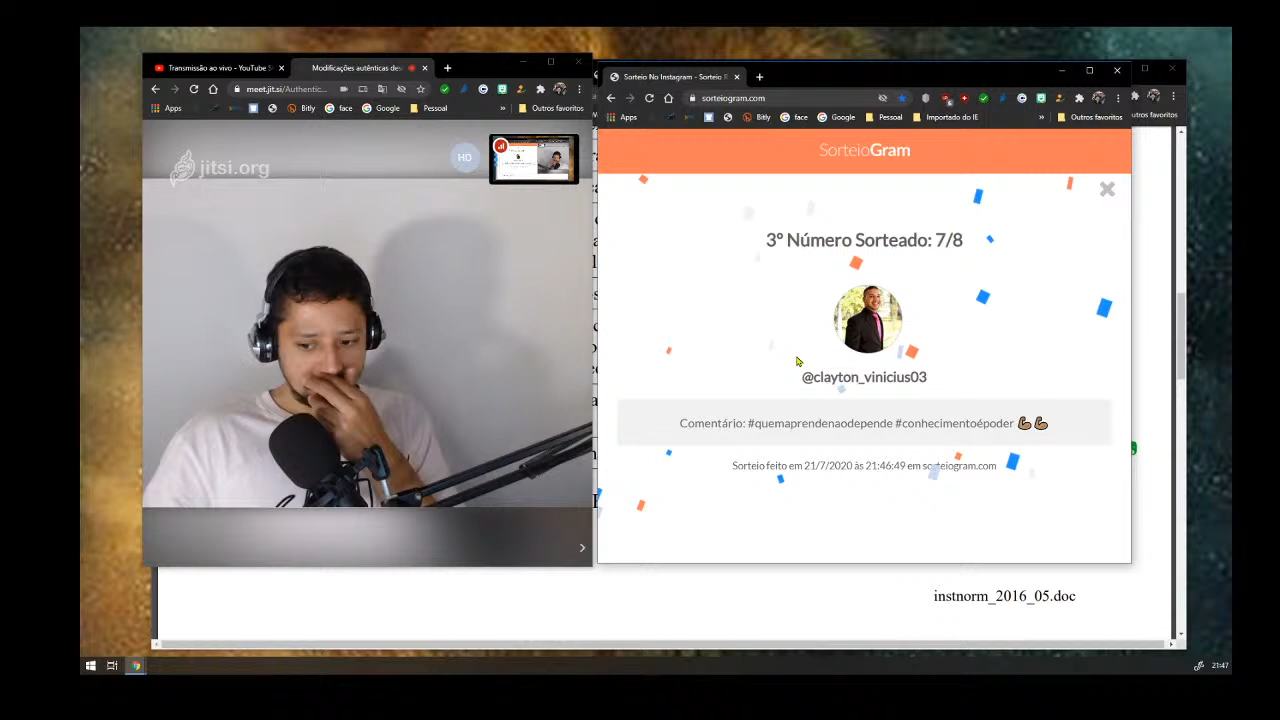 Transmissão ao vivo - YouTube S
Modificações autênticas des
meet.jit.si/Authentic...
Apps
Bitly
face
Google
Pessoal
»
Outros favoritos
jitsi.org
HD
Sorteio No Instagram - Sorteio R
sorteiogram.com
Apps
Bitly
face
Google
Pessoal
Importado do IE
»
Outros favoritos
SorteioGram
3º Número Sorteado: 7/8
@clayton_vinicius03
Comentário: #quemaprendenaodepende #conhecimentoépoder 💪🏾💪🏾
Sorteio feito em 21/7/2020 às 21:46:49 em sorteiogram.com
instnorm_2016_05.doc
21:47